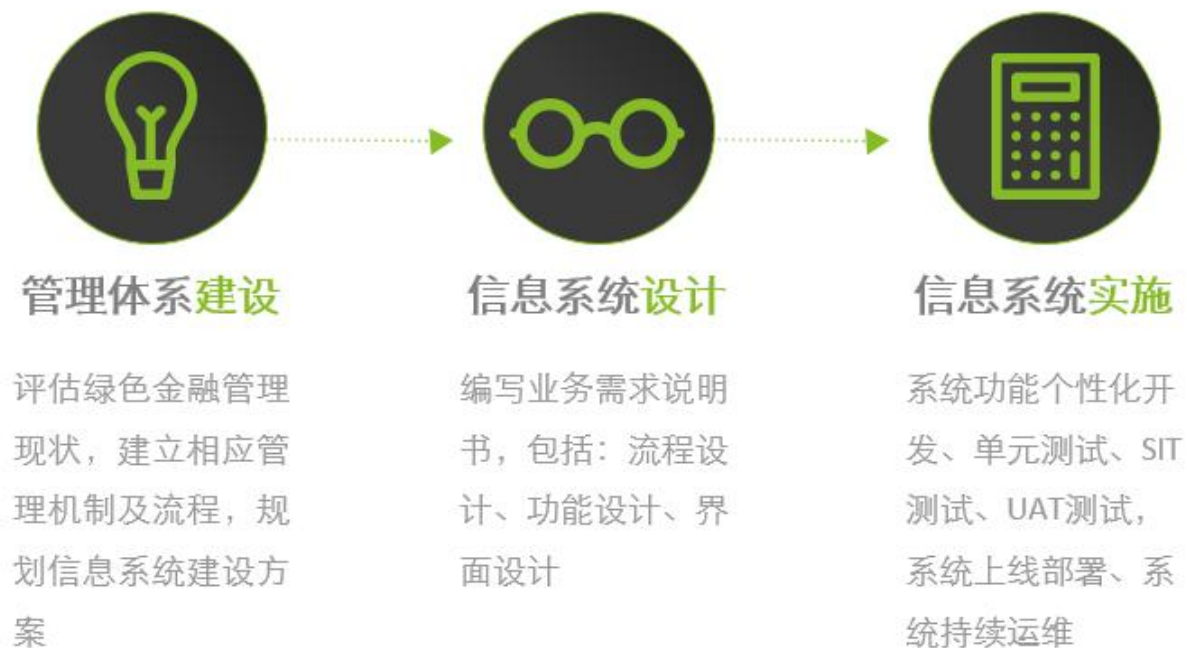 管理体系建设
评估绿色金融管理
现状，建立相应管
理机制及流程，规
划信息系统建设方
案
信息系统设计
编写业务需求说明
书，包括：流程设
计、功能设计、界
面设计
信息系统实施
系统功能个性化开
发、单元测试、SIT
测试、UAT测试，
系统上线部署、系
统持续运维